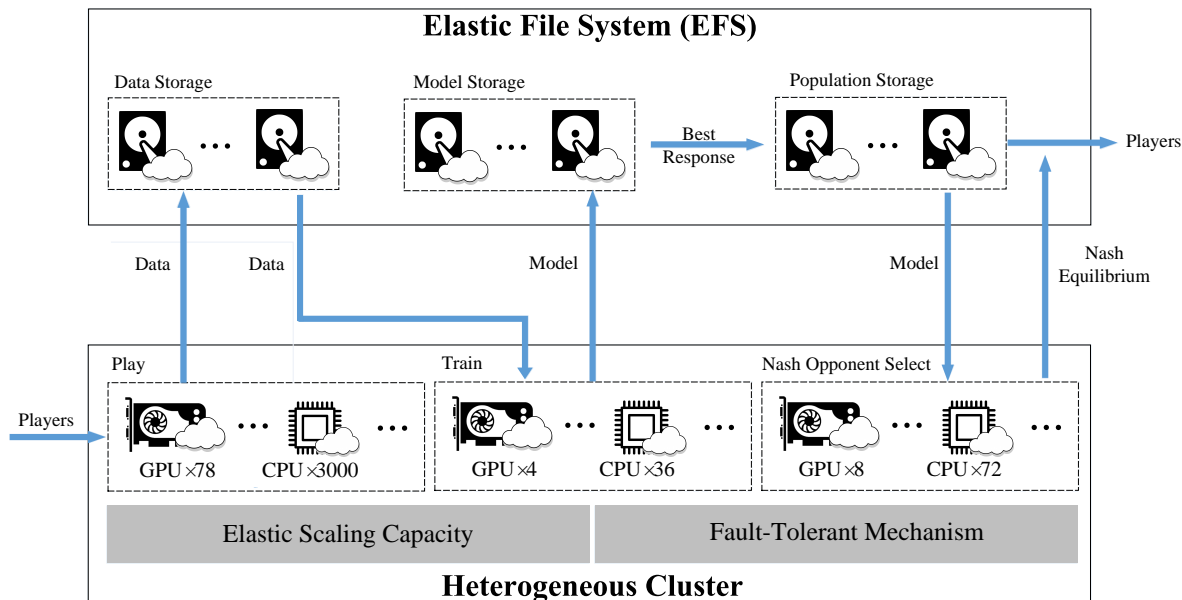 Elastic File System (EFS)
Data Storage
Model Storage
Population Storage
Best
Response
Players
Data
Data
Model
Model
Nash
Equilibrium
Play
Train
Nash Opponent Select
Players
GPU×78
CPU×3000
GPU×4
CPU×36
GPU×8
CPU×72
Elastic Scaling Capacity
Fault-Tolerant Mechanism
Heterogeneous Cluster